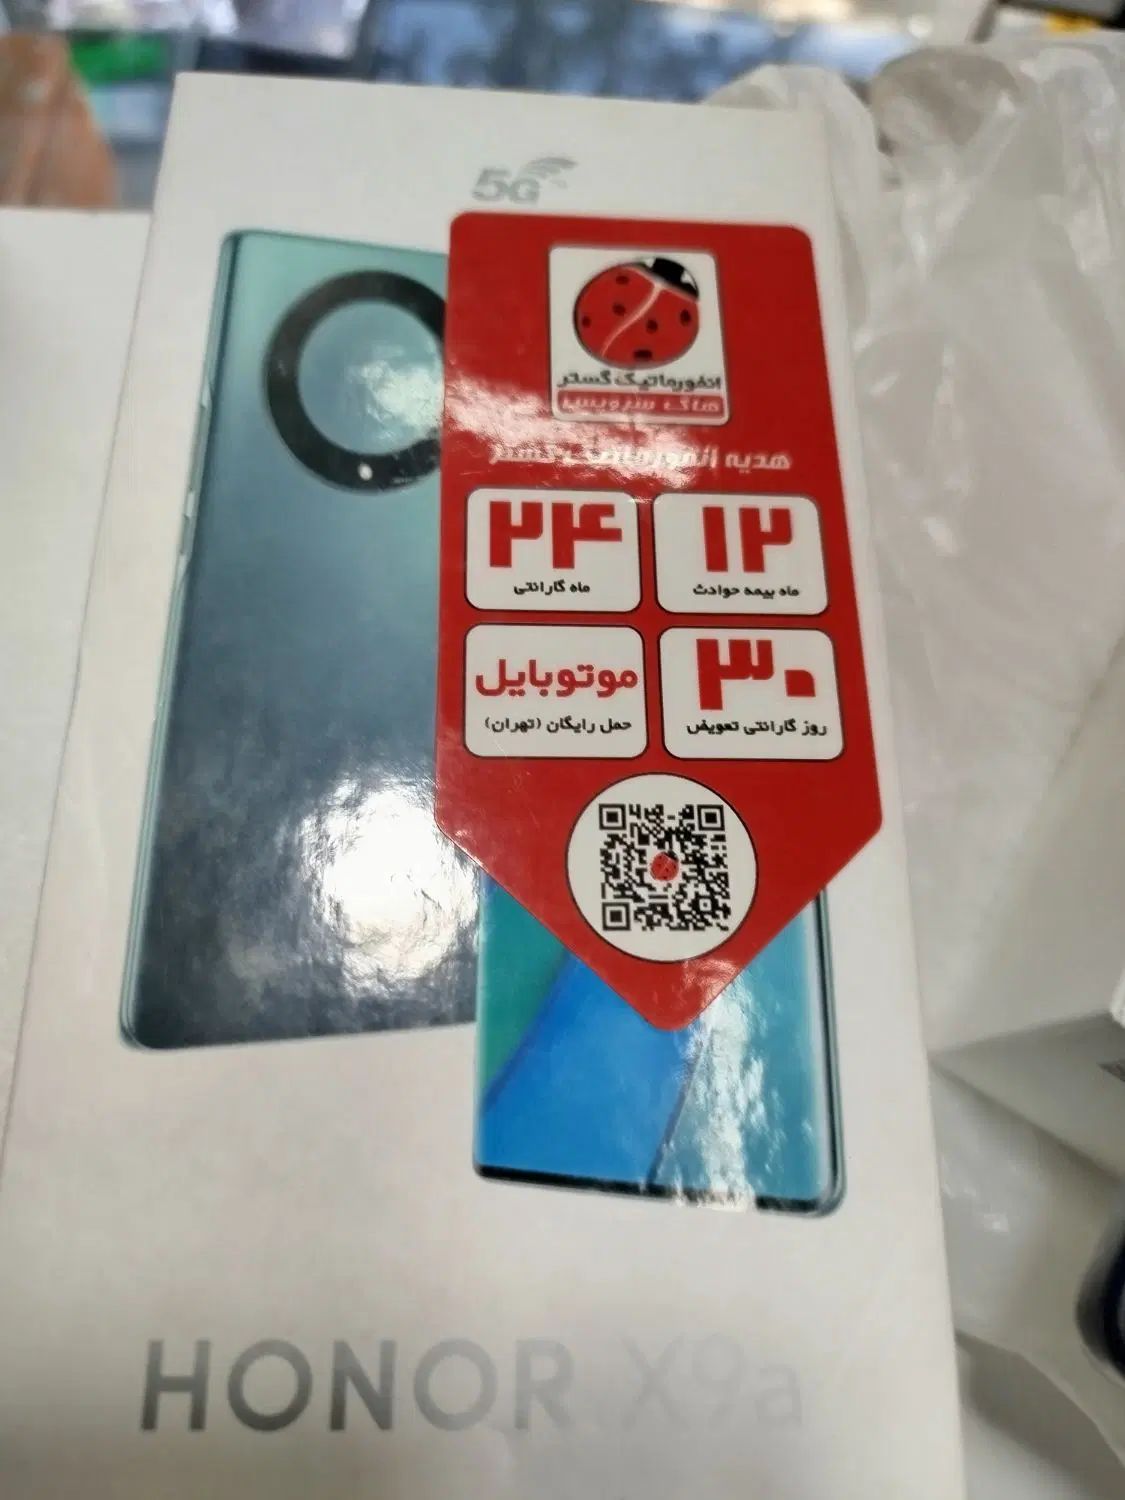 5G
انفورماتیک گستر
هاک سرویس
هدیه انفورماتیک گستر
۱۲
ماه بیمه حوادث
۲۴
ماه گارانتی
۳۰
روز گارانتی تعویض
موتوبایل
حمل رایگان (تهران)
HONOR X9a